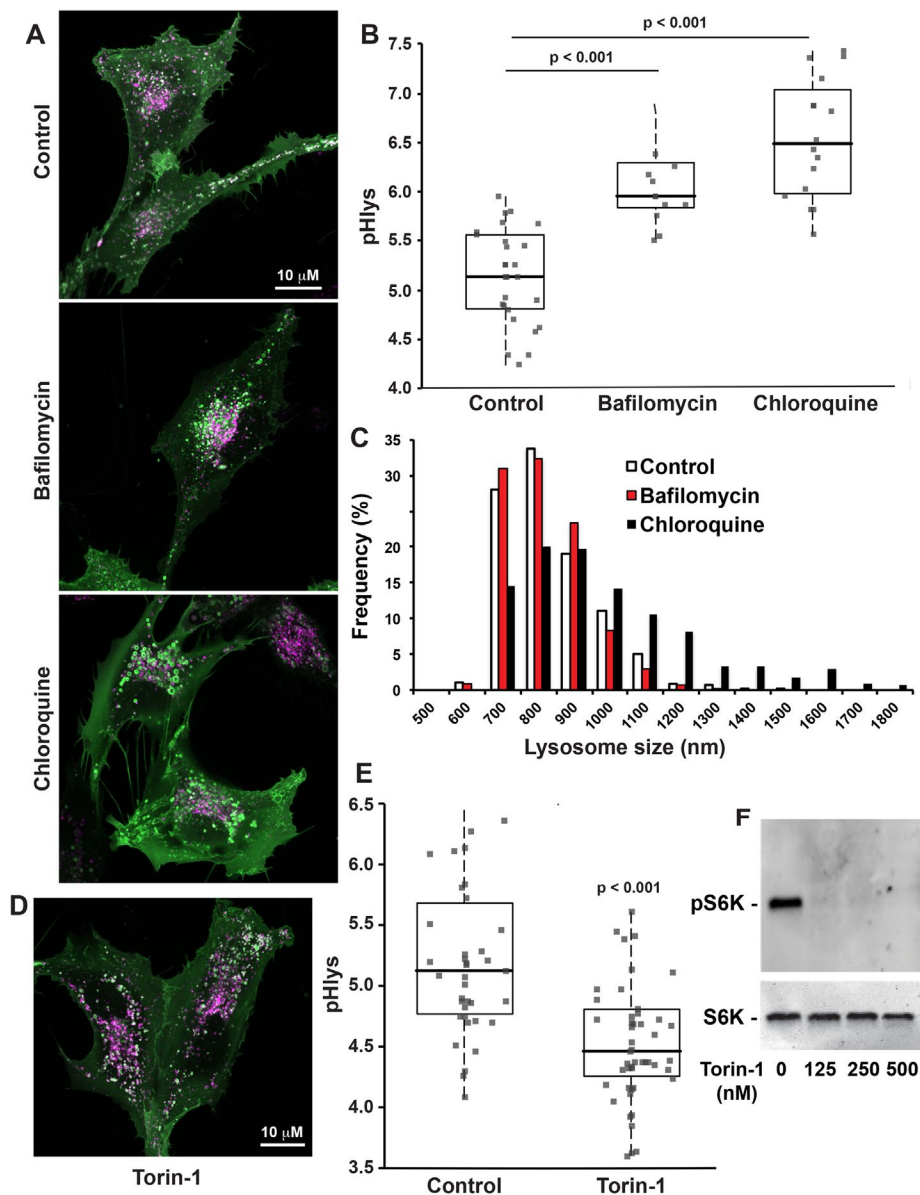 A
Control
10 μM
Bafilomycin
Chloroquine
B
p < 0.001
p < 0.001
pHlys
7.5
7.0
6.5
6.0
5.5
5.0
4.5
4.0
Control Bafilomycin Chloroquine
C
Control
Bafilomycin
Chloroquine
Frequency (%)
35
30
25
20
15
10
5
0
500 600 700 800 900 1000 1100 1200 1300 1400 1500 1600 1700 1800
Lysosome size (nm)
D
10 μM
Torin-1
E
p < 0.001
pHlys
6.5
6.0
5.5
5.0
4.5
4.0
3.5
Control Torin-1
F
pS6K -
S6K -
Torin-1 0 125 250 500
(nM)